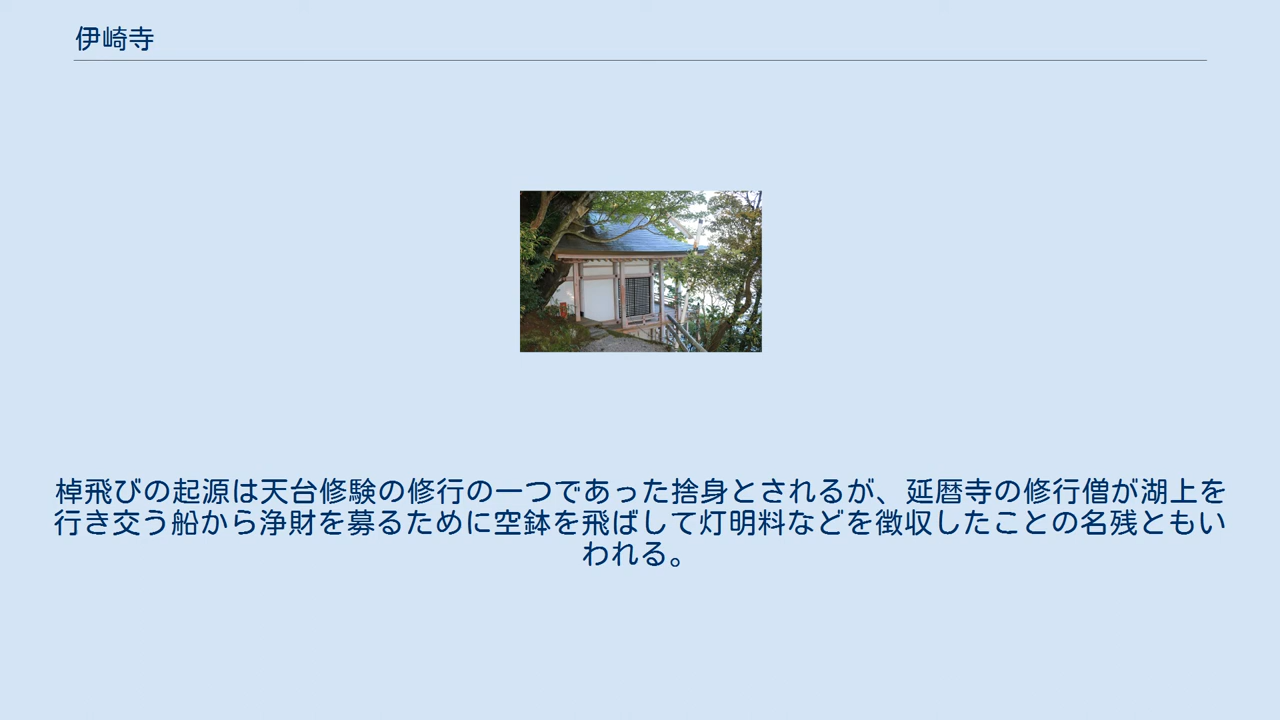 伊崎寺
棹飛びの起源は天台修験の修行の一つであった捨身とされるが、延暦寺の修行僧が湖上を
行き交う船から浄財を募るために空鉢を飛ばして灯明料などを徴収したことの名残ともい
われる。